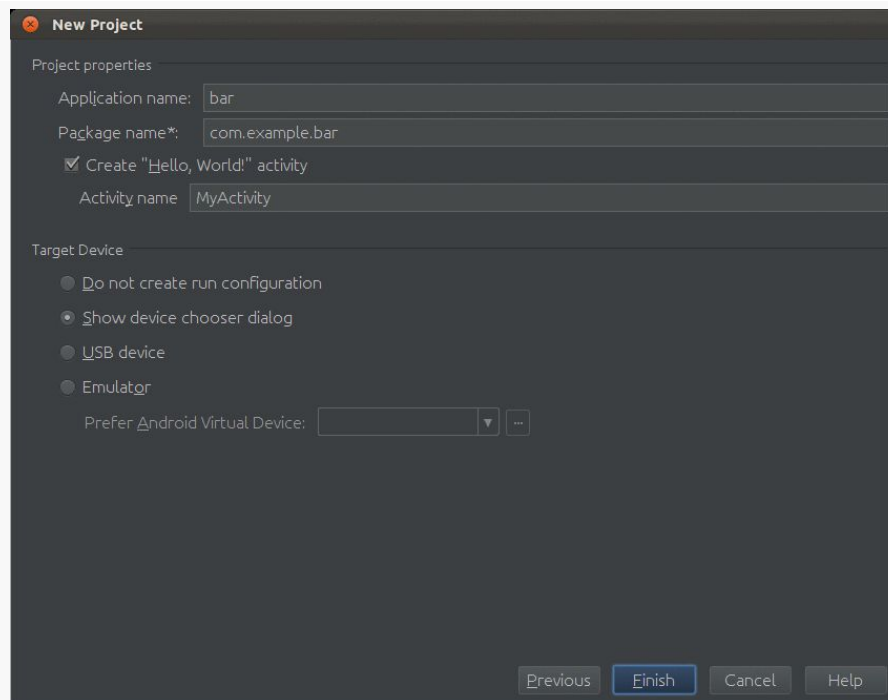 New Project
Project properties
Application name: bar
Package name*: com.example.bar
Create "Hello, World!" activity
Activity name MyActivity
Target Device
Do not create run configuration
Show device chooser dialog
USB device
Emulator
Prefer Android Virtual Device: ...
Previous Finish Cancel Help